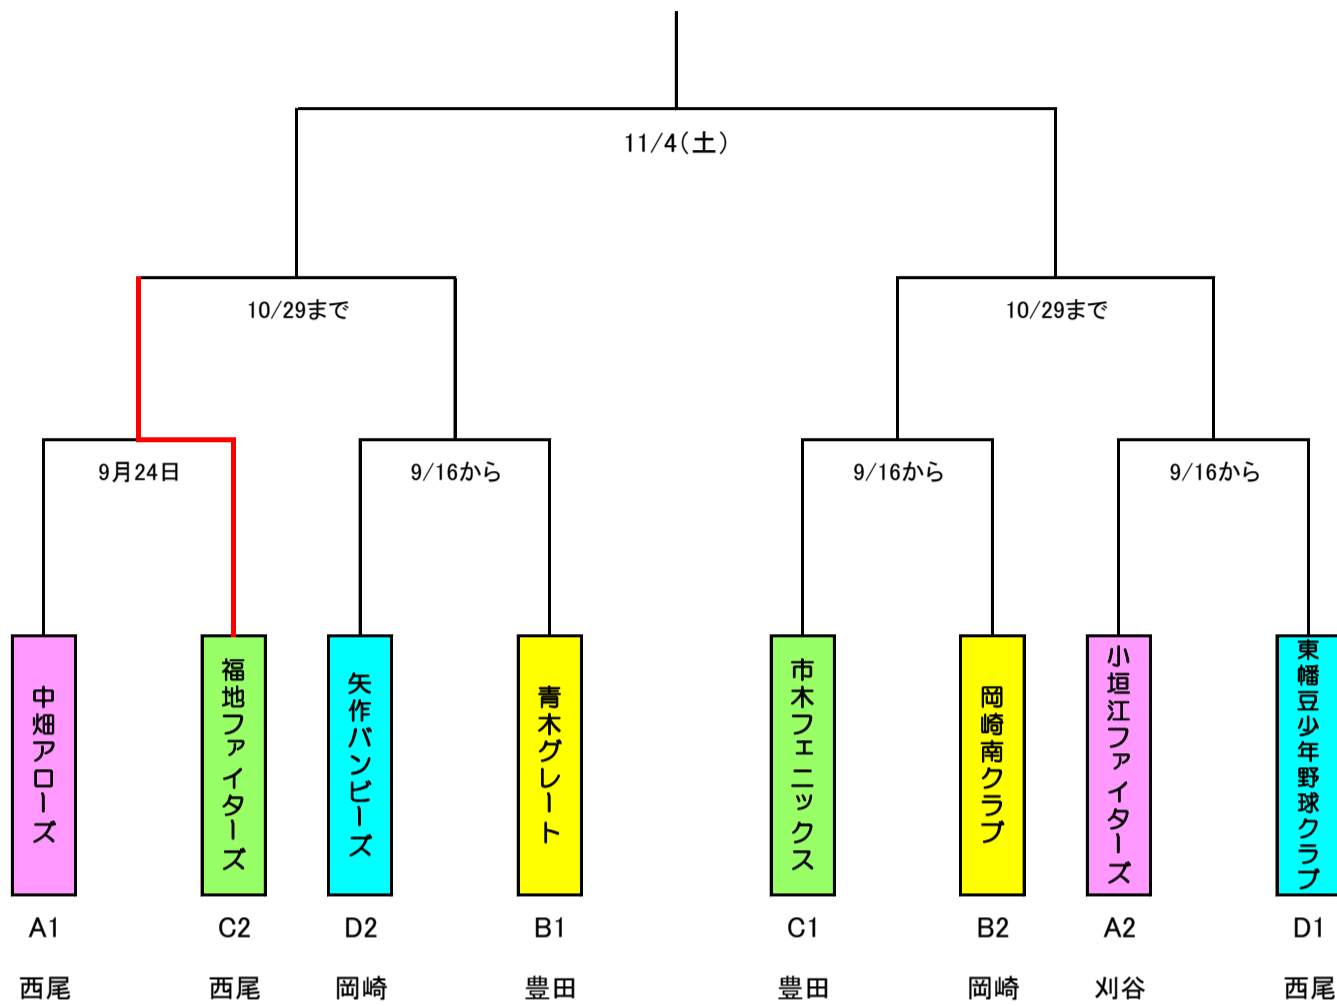 11/4(土)
10/29まで
10/29まで
9月24日
9/16から
9/16から
9/16から
中畑アローズ
福地ファイターズ
矢作バンビーズ
青木グレート
市木フェニックス
岡崎南クラブ
小垣江ファイターズ
東幡豆少年野球クラブ
A1
C2
D2
B1
C1
B2
A2
D1
西尾
西尾
岡崎
豊田
豊田
岡崎
刈谷
西尾